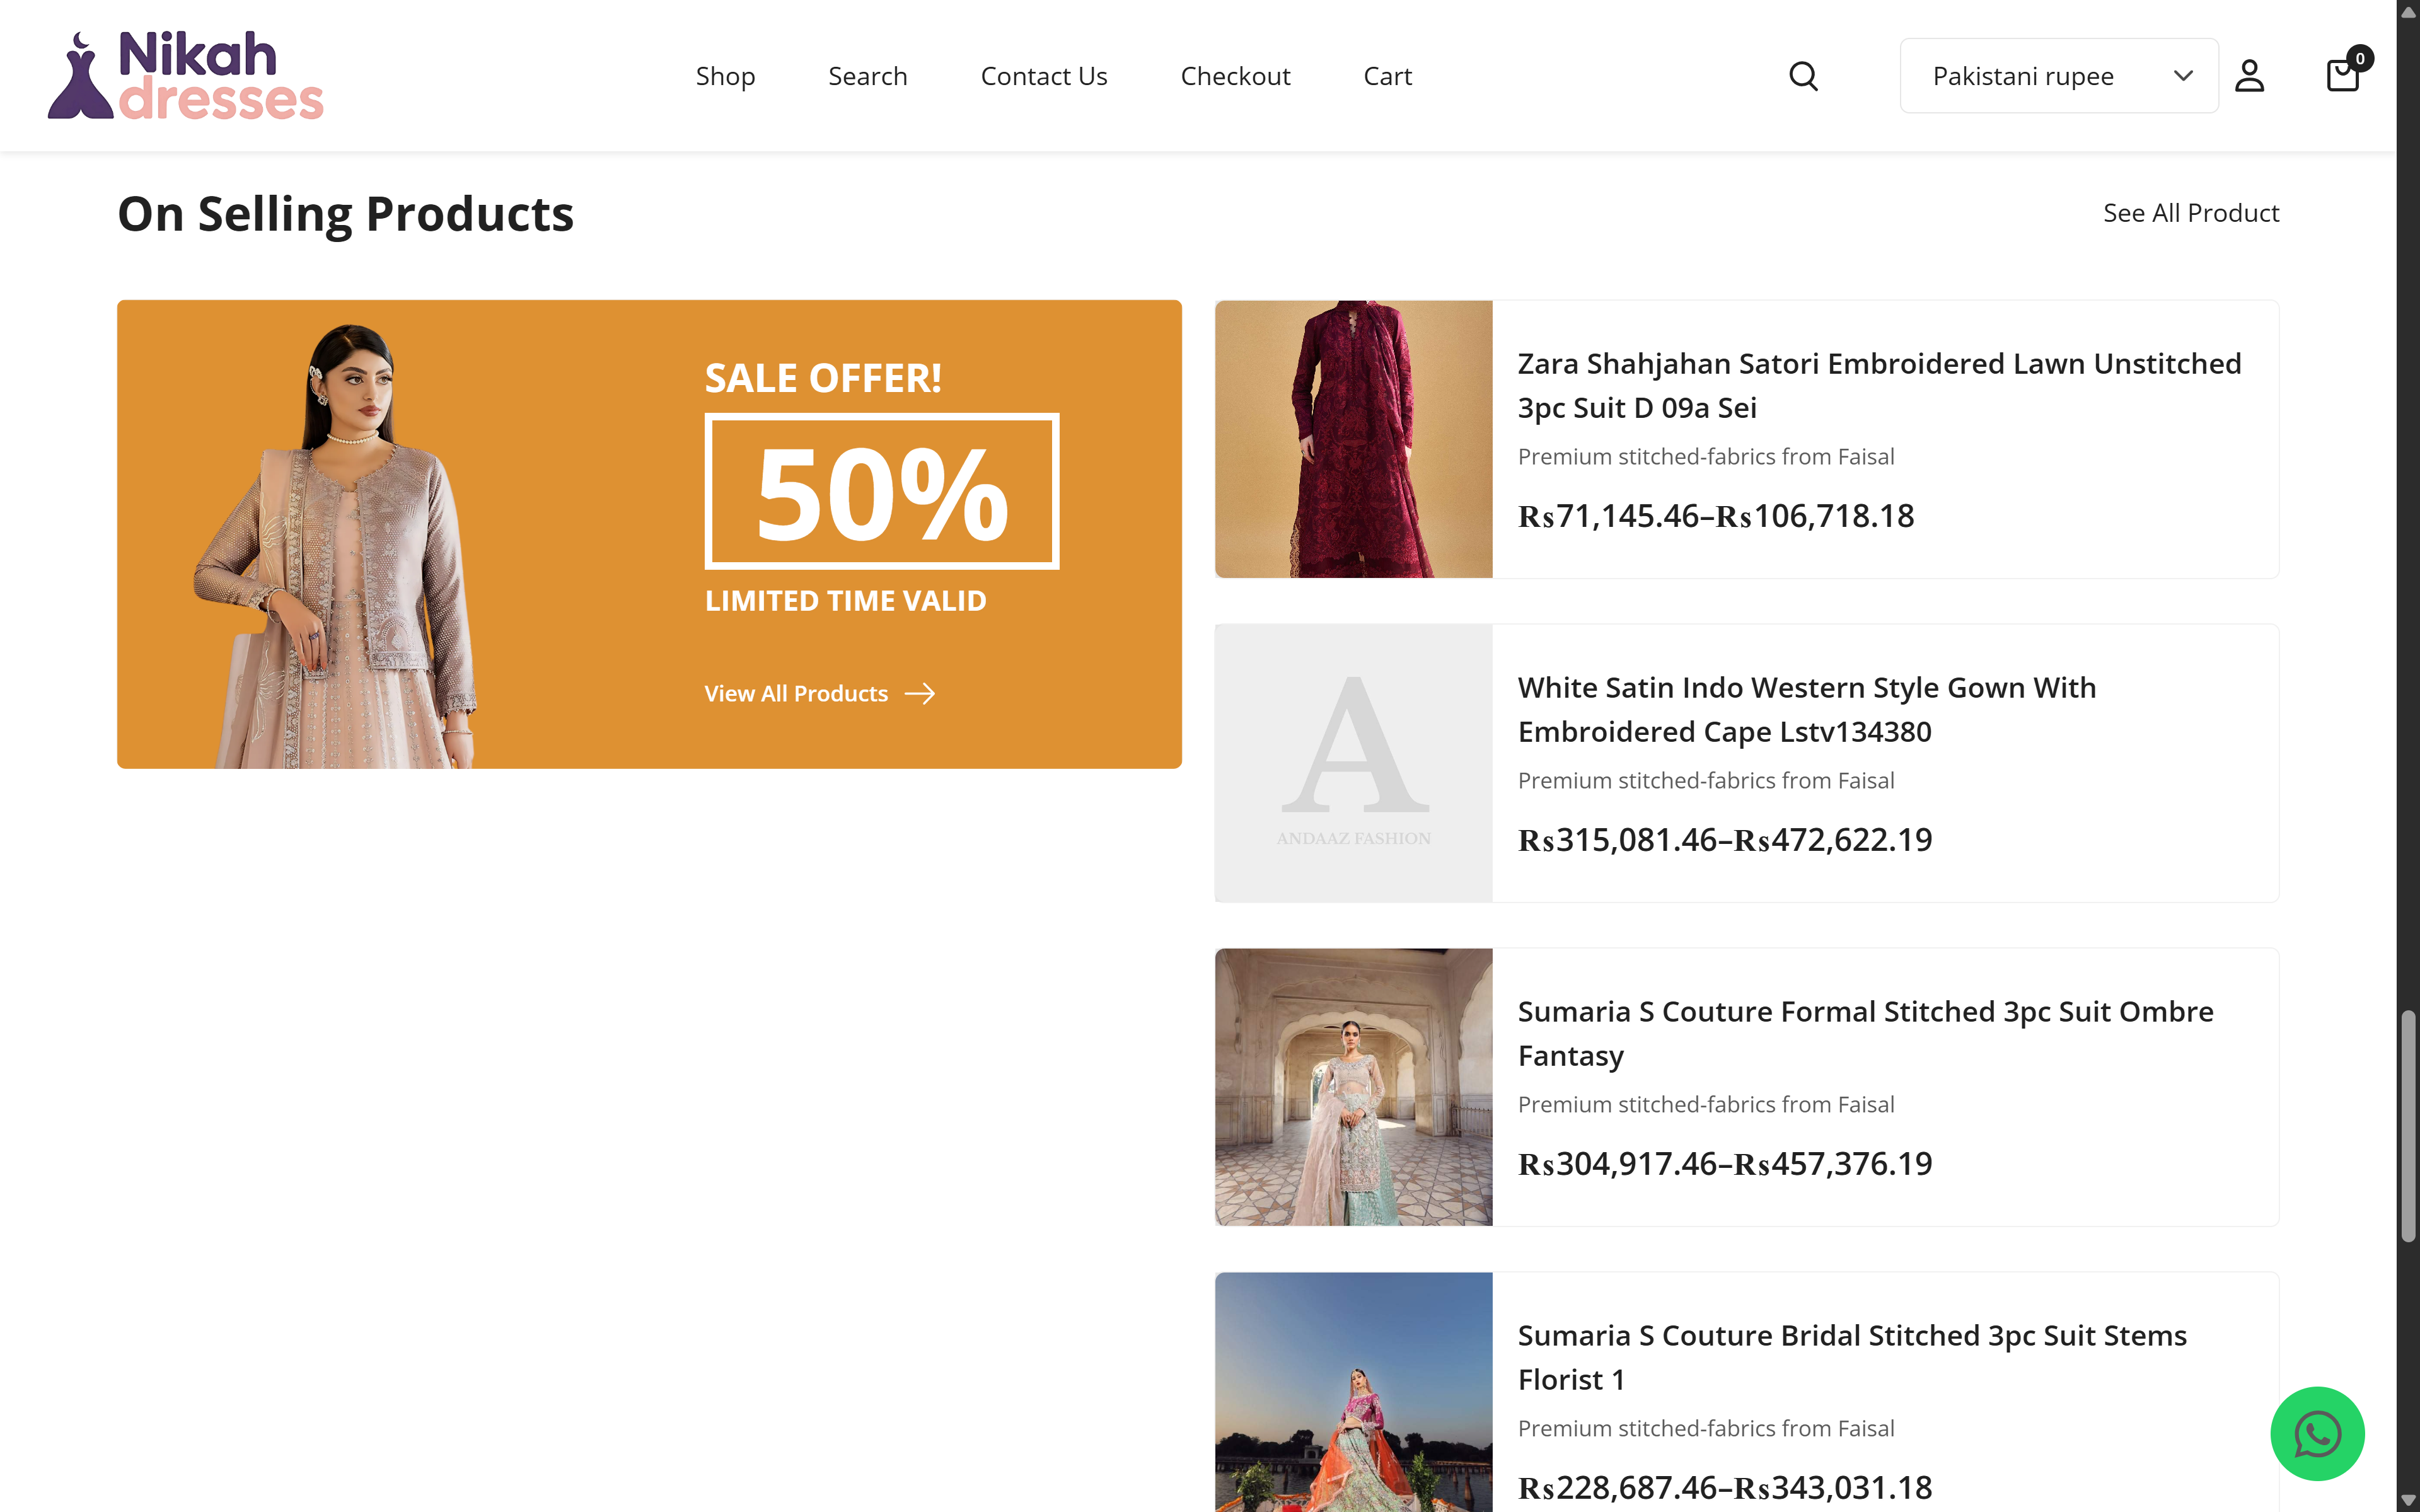 Nikah
dresses
Shop
Search
Contact Us
Checkout
Cart
Pakistani rupee
0
On Selling Products
See All Product
SALE OFFER!
50%
LIMITED TIME VALID
View All Products
Zara Shahjahan Satori Embroidered Lawn Unstitched
3pc Suit D 09a Sei
Premium stitched-fabrics from Faisal
₨71,145.46–₨106,718.18
A
ANDAAZ FASHION
White Satin Indo Western Style Gown With
Embroidered Cape Lstv134380
Premium stitched-fabrics from Faisal
₨315,081.46–₨472,622.19
Sumaria S Couture Formal Stitched 3pc Suit Ombre
Fantasy
Premium stitched-fabrics from Faisal
₨304,917.46–₨457,376.19
Sumaria S Couture Bridal Stitched 3pc Suit Stems
Florist 1
Premium stitched-fabrics from Faisal
₨228,687.46–₨343,031.18